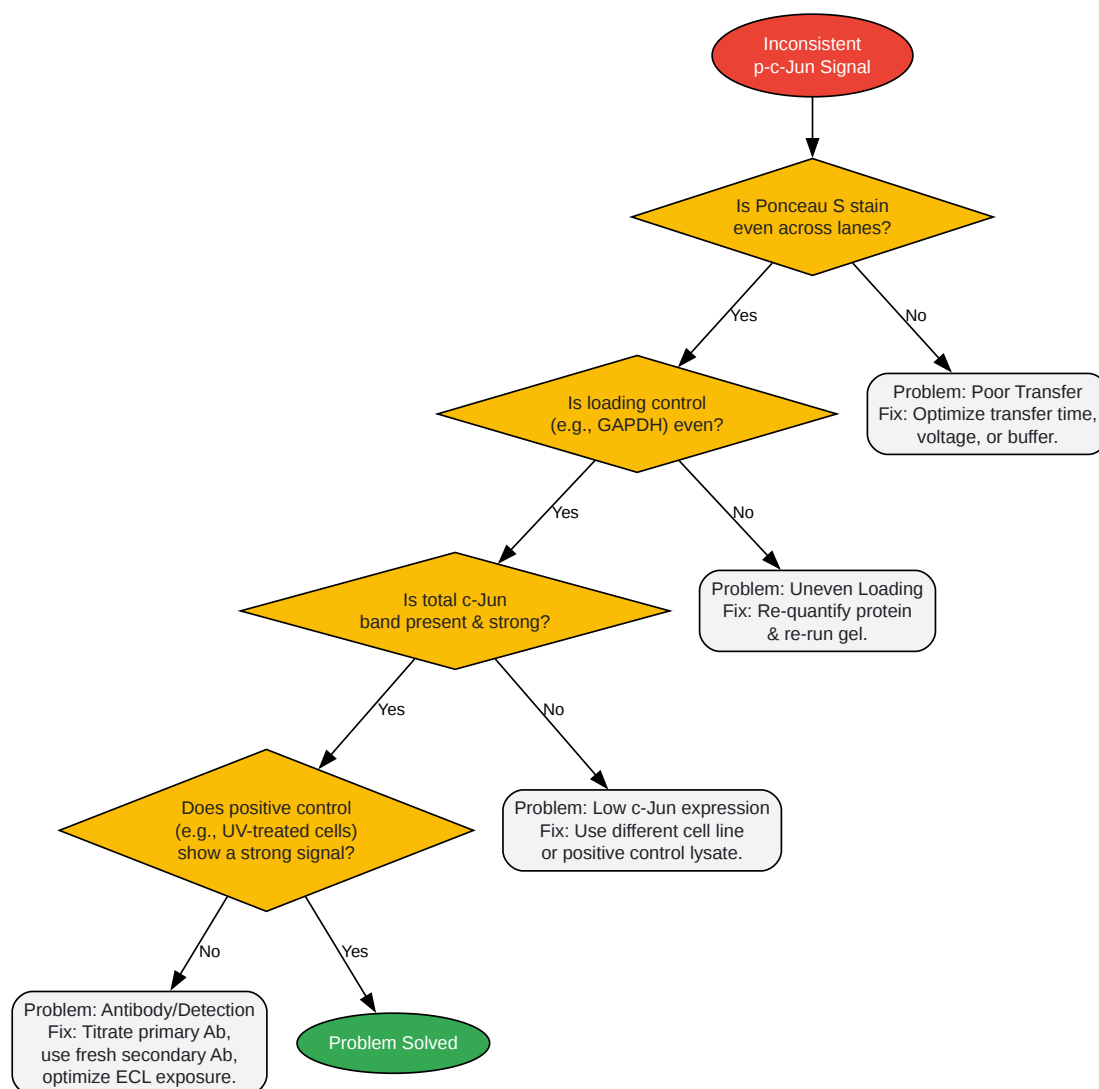 Inconsistent
p-c-Jun Signal
Is Ponceau S stain
even across lanes?
Yes
No
Problem: Poor Transfer
Fix: Optimize transfer time,
voltage, or buffer.
Is loading control
(e.g., GAPDH) even?
Yes
No
Problem: Uneven Loading
Fix: Re-quantify protein
& re-run gel.
Is total c-Jun
band present & strong?
Yes
No
Problem: Low c-Jun expression
Fix: Use different cell line
or positive control lysate.
Does positive control
(e.g., UV-treated cells)
show a strong signal?
No
Yes
Problem: Antibody/Detection
Fix: Titrate primary Ab,
use fresh secondary Ab,
optimize ECL exposure.
Problem Solved